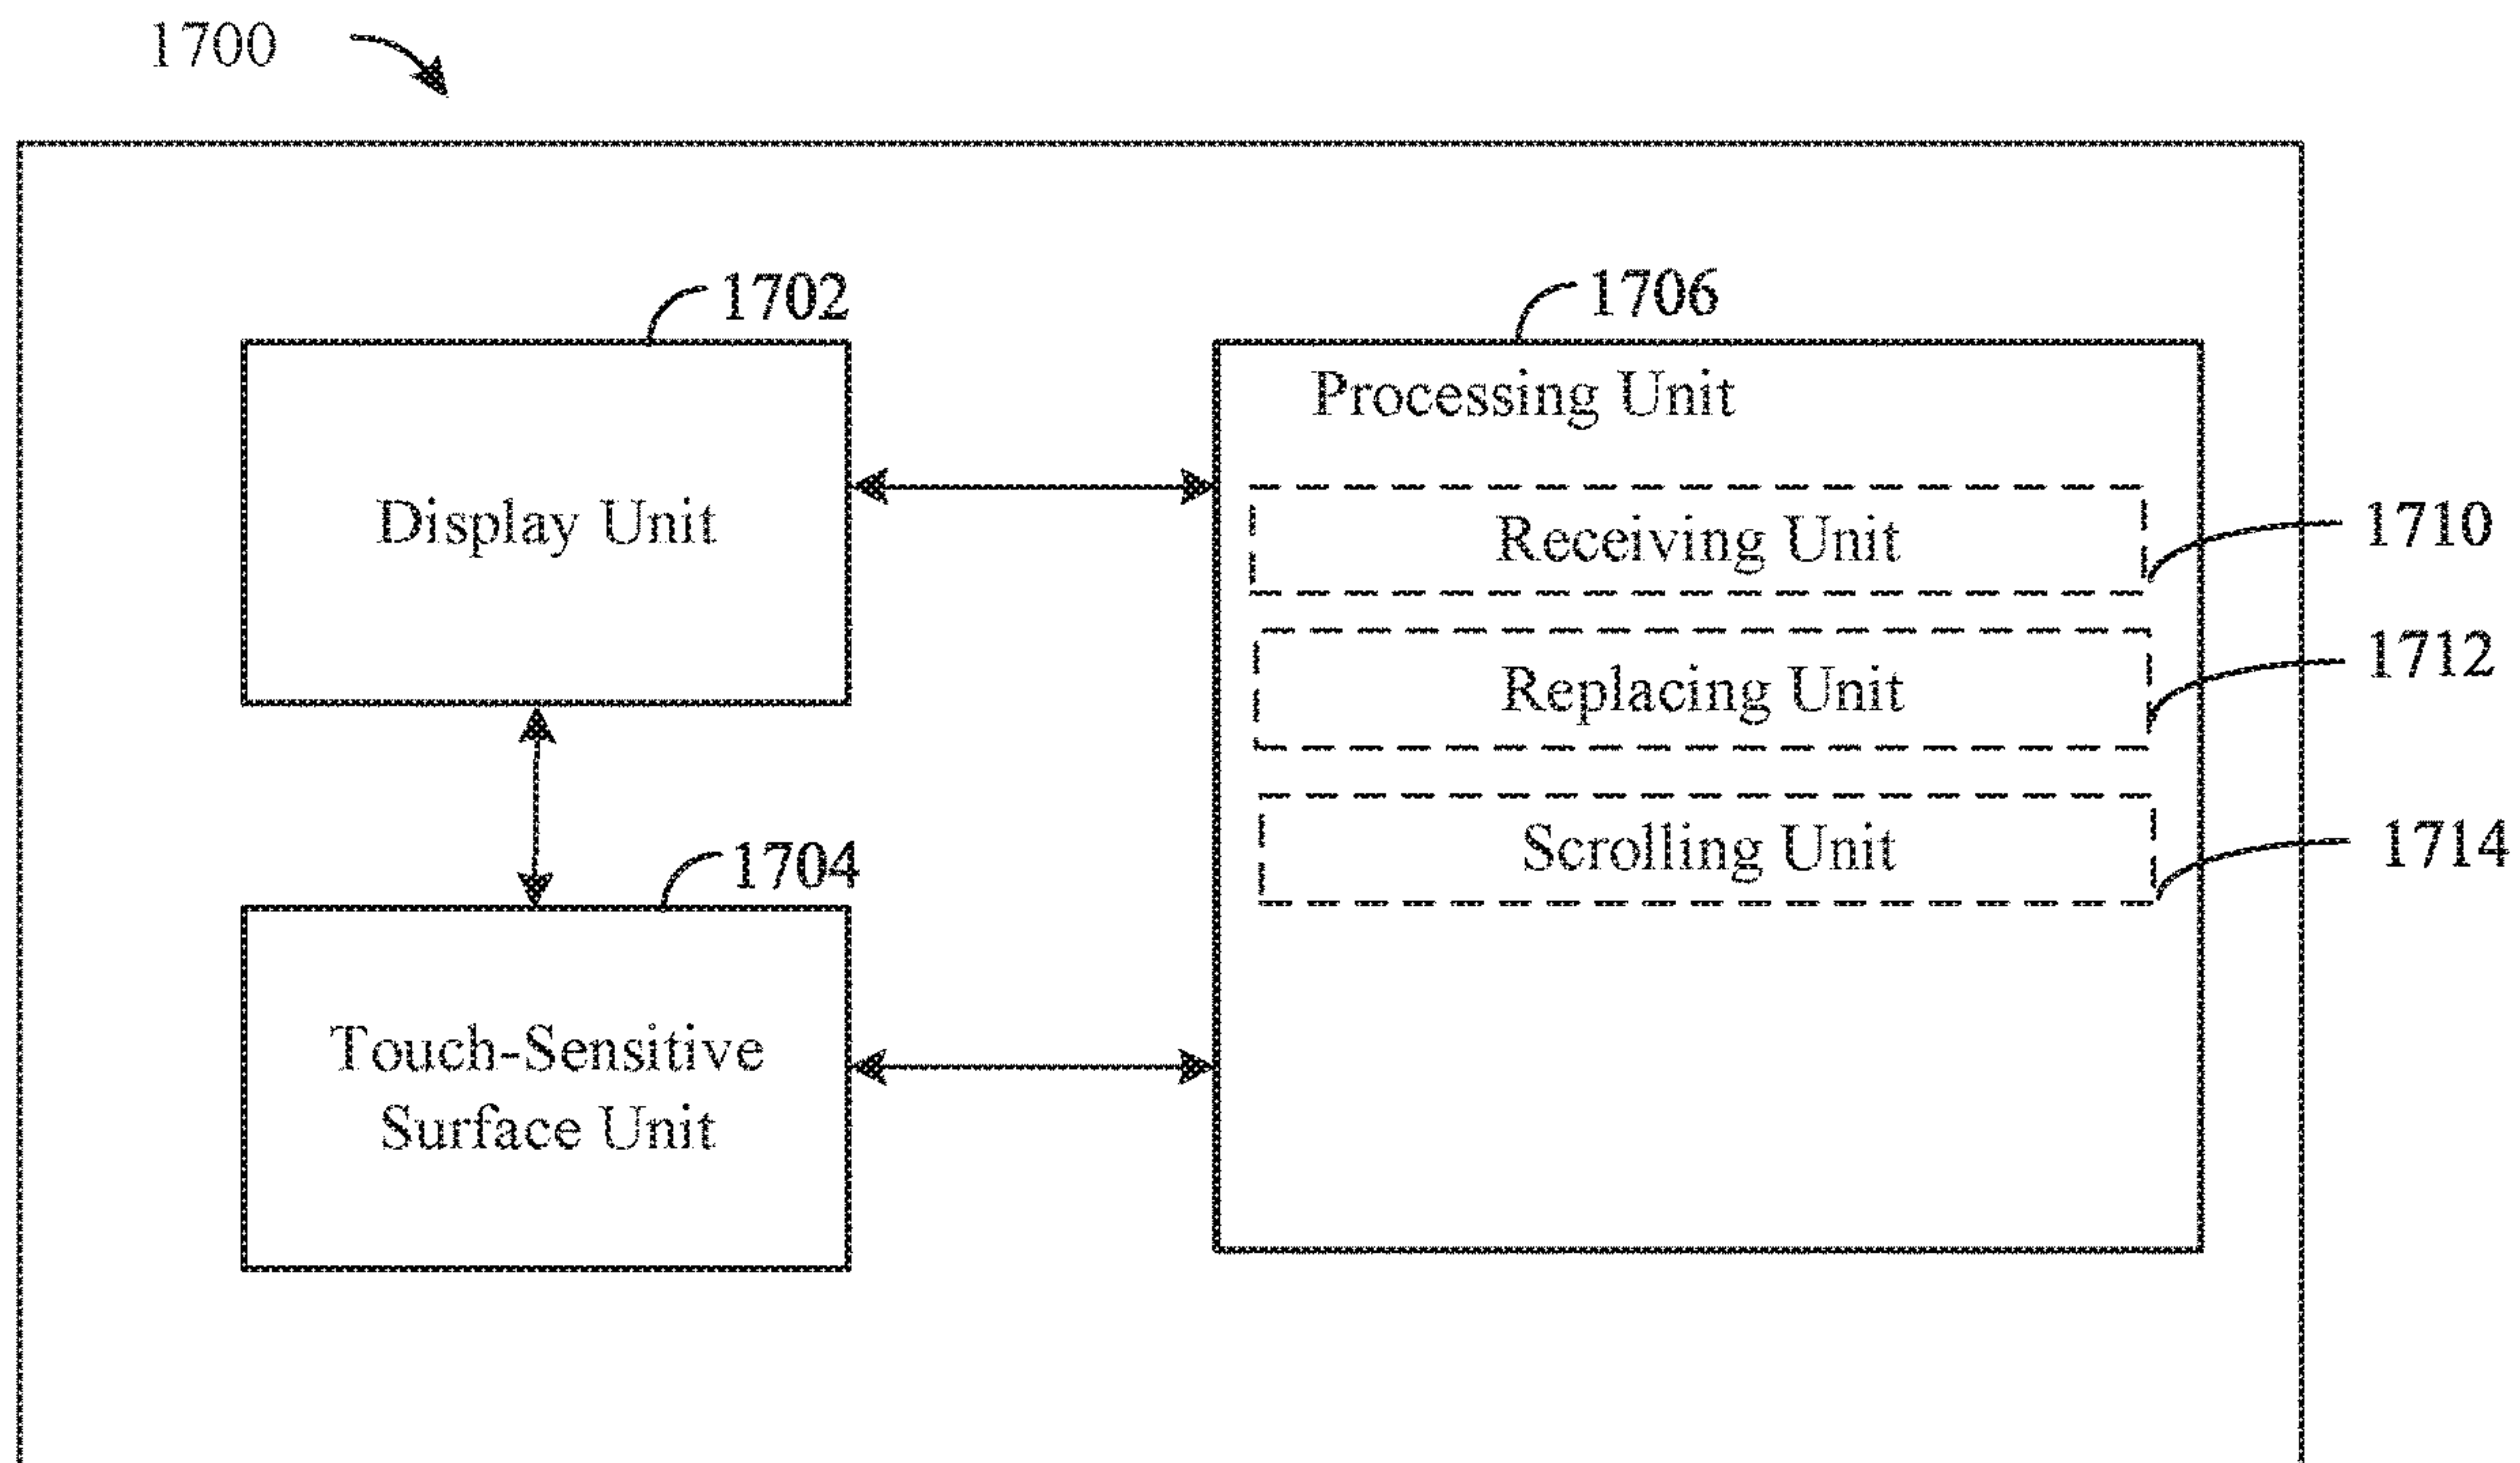 1700
1702
1706
Processing Unit
Display Unit
Receiving Unit
1710
Replacing Unit
1712
Scrolling Unit
1714
1704
Touch-Sensitive
Surface Unit